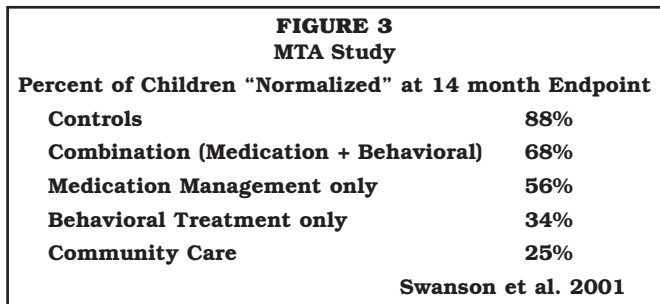 FIGURE 3
MTA Study
Percent of Children “Normalized” at 14 month Endpoint
Controls 88%
Combination (Medication + Behavioral) 68%
Medication Management only 56%
Behavioral Treatment only 34%
Community Care 25%
Swanson et al. 2001